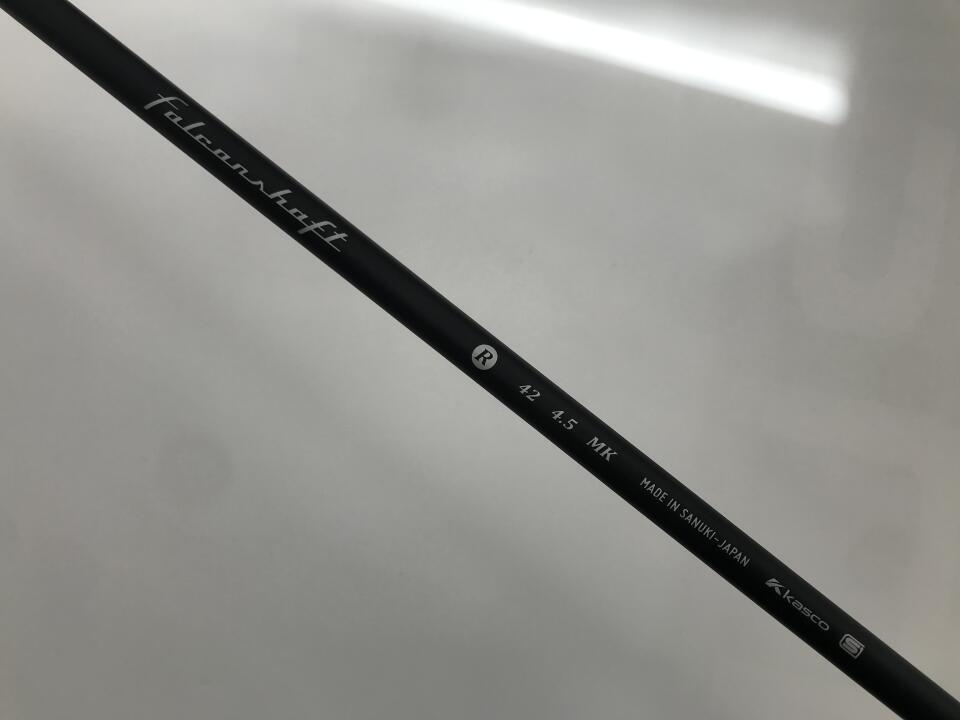 falconshaft R 42 4.5 MK MADE IN SANUKI-JAPAN Kasco S